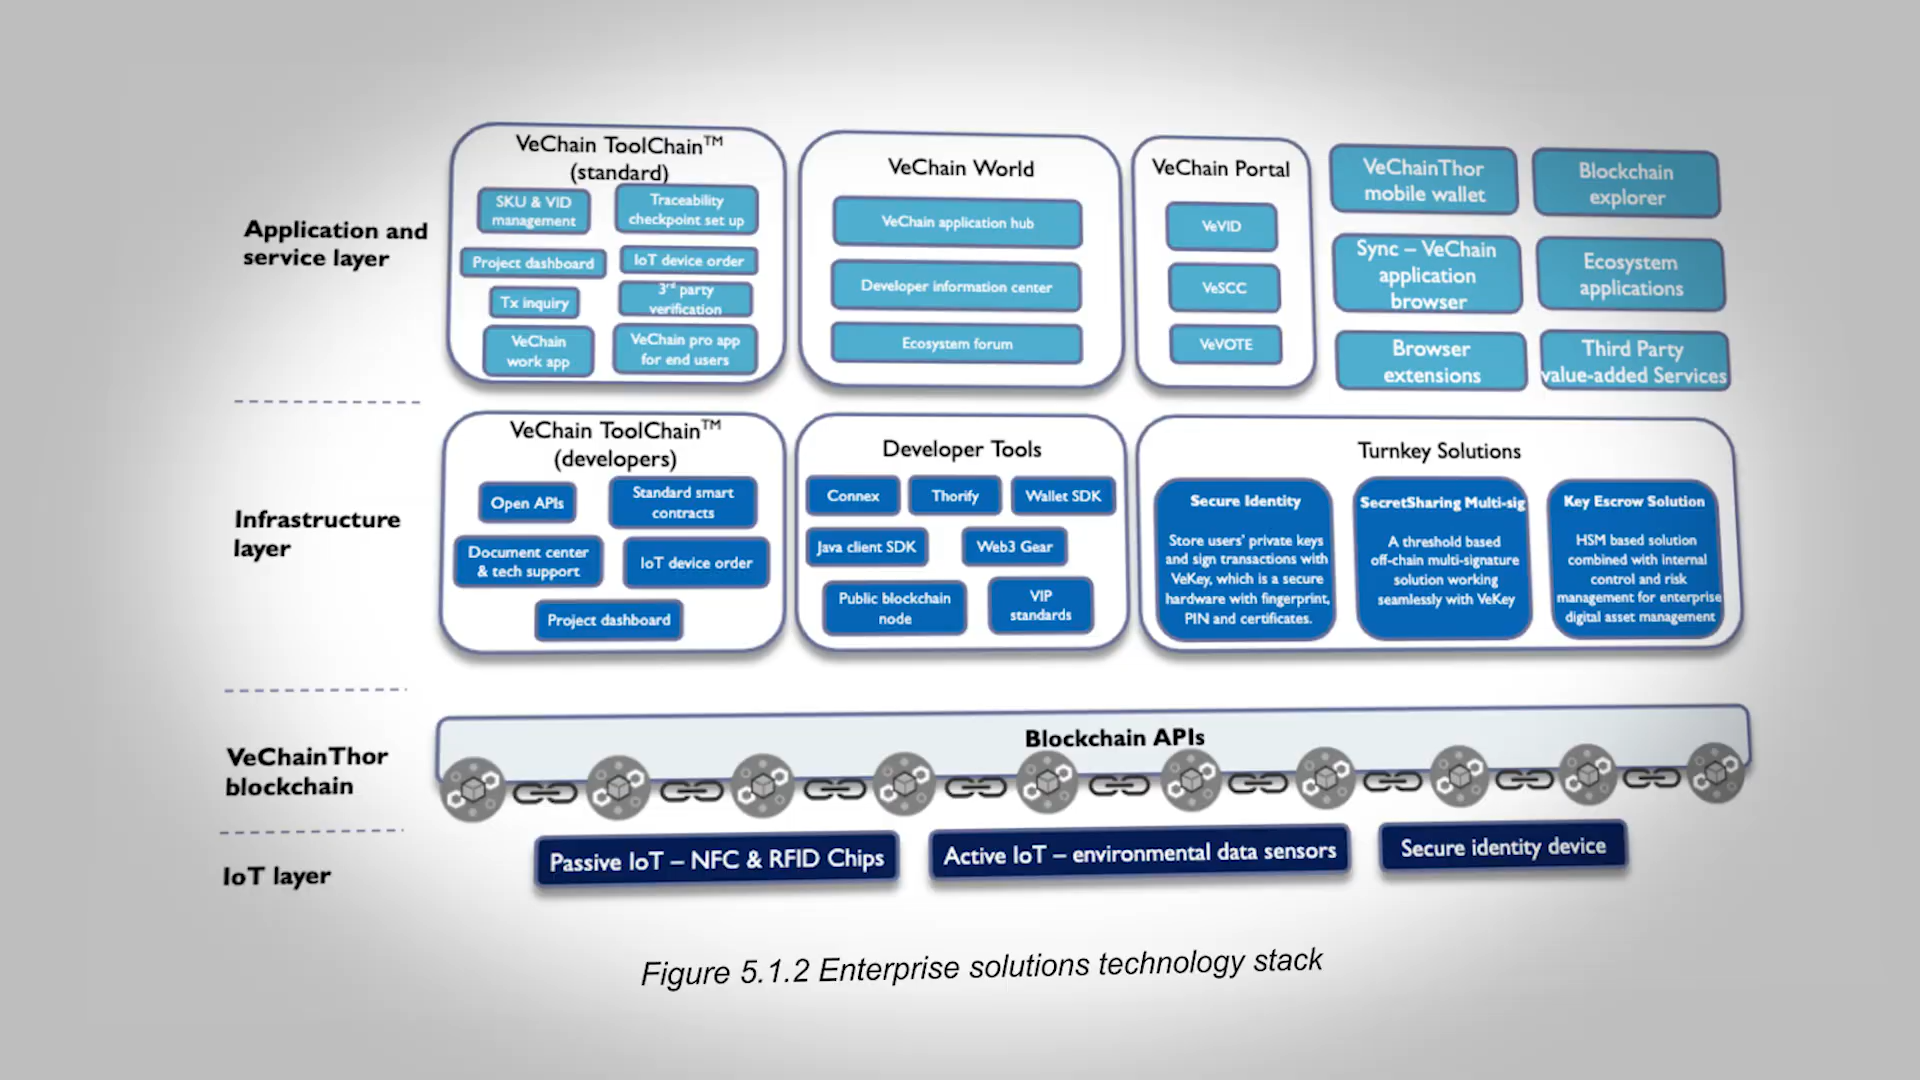 Application and
service layer
VeChain ToolChain™
(standard)
SKU & VID
management
Traceability
checkpoint set up
Project dashboard
IoT device order
Tx inquiry
3rd party
verification
VeChain
work app
VeChain pro app
for end users
VeChain World
VeChain application hub
Developer information center
Ecosystem forum
VeChain Portal
VeVID
VeSCC
VeVOTE
VeChainThor
mobile wallet
Blockchain
explorer
Sync – VeChain
application
browser
Ecosystem
applications
Browser
extensions
Third Party
value-added Services
Infrastructure
layer
VeChain ToolChain™
(developers)
Open APIs
Standard smart
contracts
Document center
& tech support
IoT device order
Project dashboard
Developer Tools
Connex
Thorify
Wallet SDK
Java client SDK
Web3 Gear
Public blockchain
node
VIP
standards
Turnkey Solutions
Secure Identity
Store users' private keys
and sign transactions with
VeKey, which is a secure
hardware with fingerprint,
PIN and certificates.
SecretSharing Multi-sig
A threshold based
off-chain multi-signature
solution working
seamlessly with VeKey
Key Escrow Solution
HSM based solution
combined with internal
control and risk
management for enterprise
digital asset management
VeChainThor
blockchain
Blockchain APIs
IoT layer
Passive IoT – NFC & RFID Chips
Active IoT – environmental data sensors
Secure identity device
Figure 5.1.2 Enterprise solutions technology stack